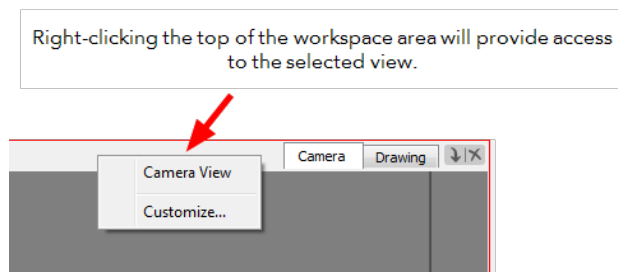 Right-clicking the top of the workspace area will provide access
to the selected view.
Camera Drawing
Camera View
Customize...